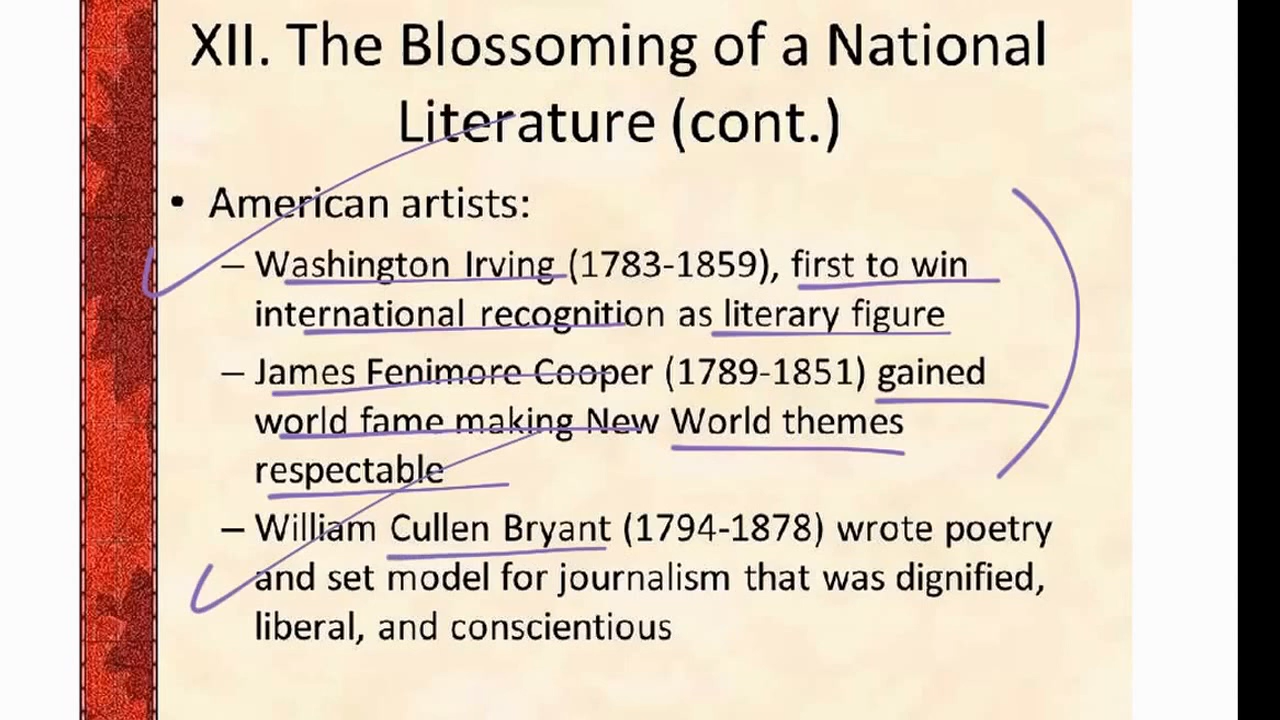 XII. The Blossoming of a National
Literature (cont.)
• American artists:
– Washington Irving (1783-1859), first to win
international recognition as literary figure
– James Fenimore Cooper (1789-1851) gained
world fame making New World themes
respectable
– William Cullen Bryant (1794-1878) wrote poetry
and set model for journalism that was dignified,
liberal, and conscientious